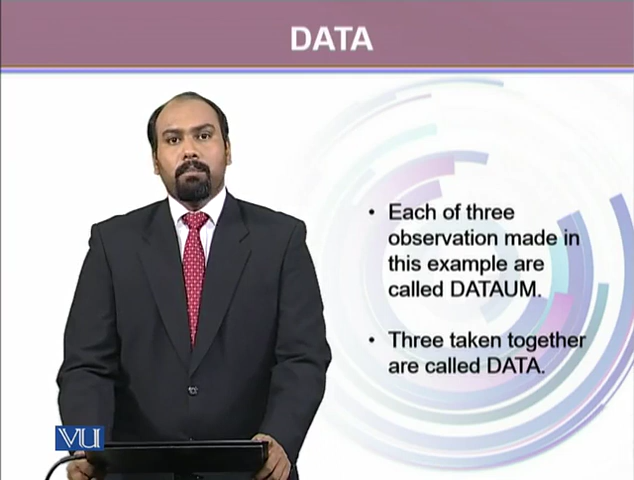 DATA
• Each of three
observation made in
this example are
called DATAUM.
• Three taken together
are called DATA.
VU